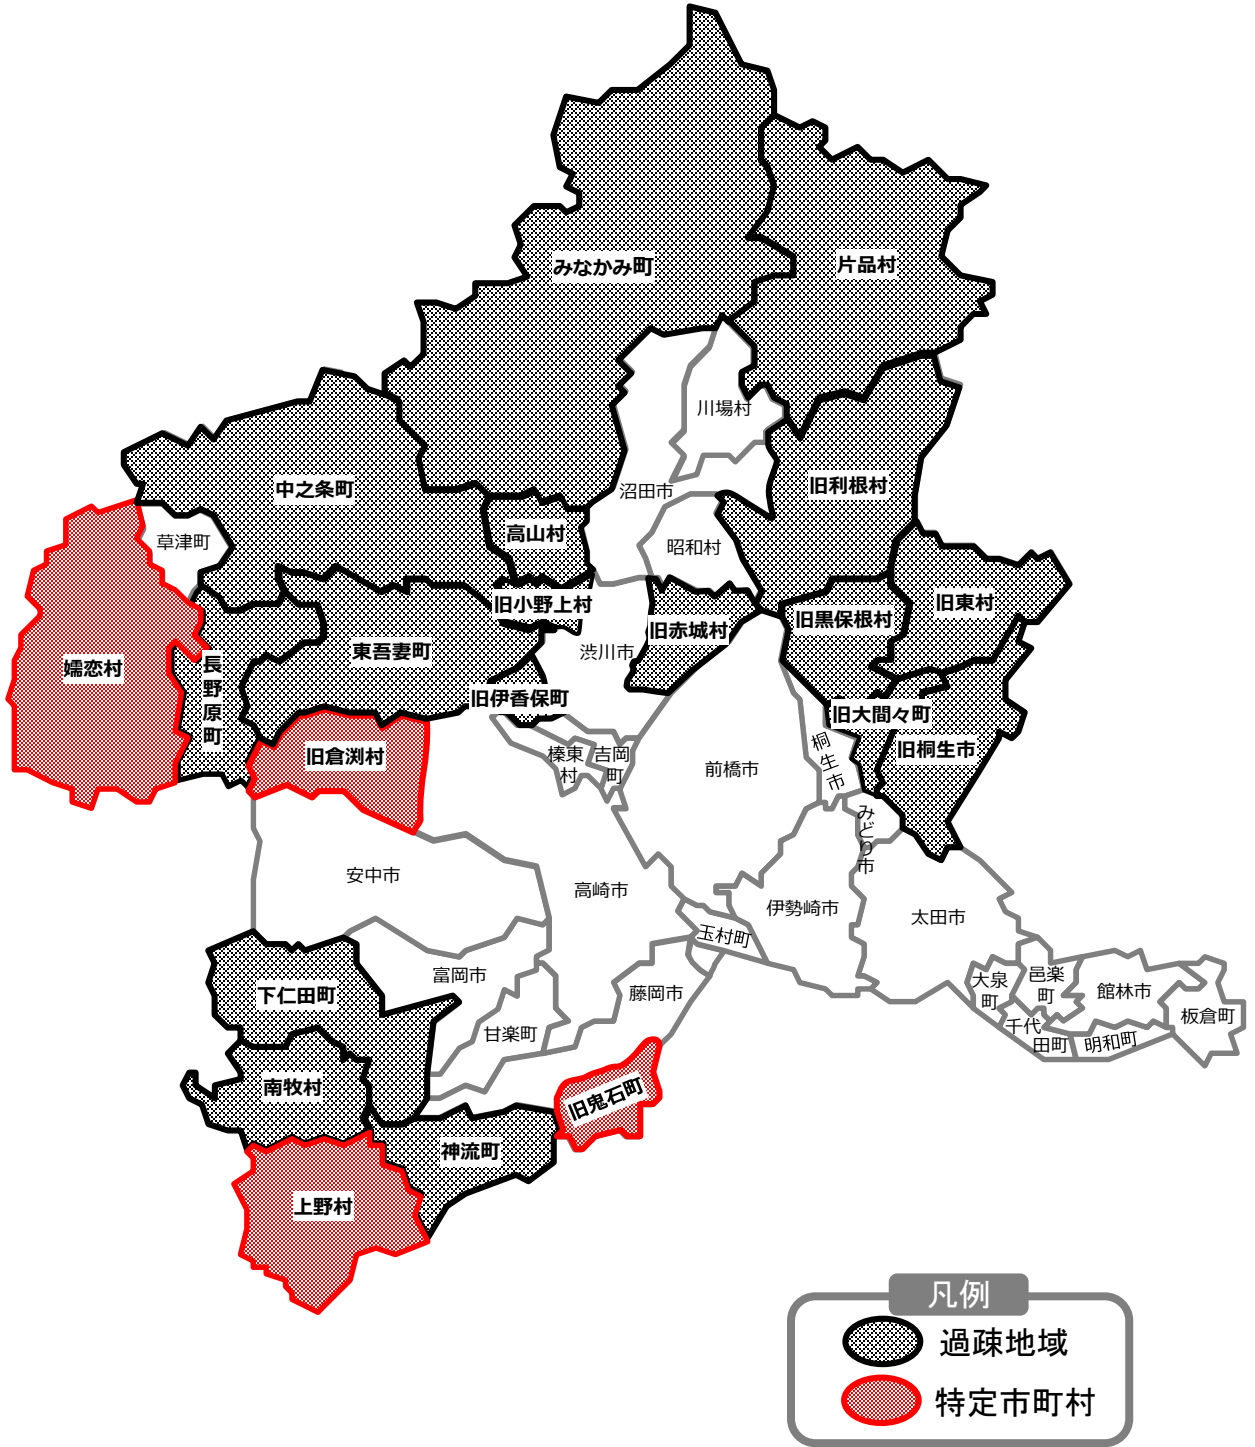 みなかみ町
片品村
川場村
中之条町
旧利根村
沼田市
高山村
草津町
昭和村
旧小野上村
旧東村
旧赤城村
旧黒保根村
東吾妻町
渋川市
嬬恋村
長野原町
旧伊香保町
旧大間々町
旧倉渕村
榛東村
吉岡町
前橋市
桐生市
旧桐生市
みどり市
安中市
高崎市
伊勢崎市
太田市
玉村町
富岡市
藤岡市
下仁田町
大泉町
邑楽町
館林市
板倉町
甘楽町
千代田町
明和町
南牧村
旧鬼石町
神流町
上野村
凡例
過疎地域
特定市町村